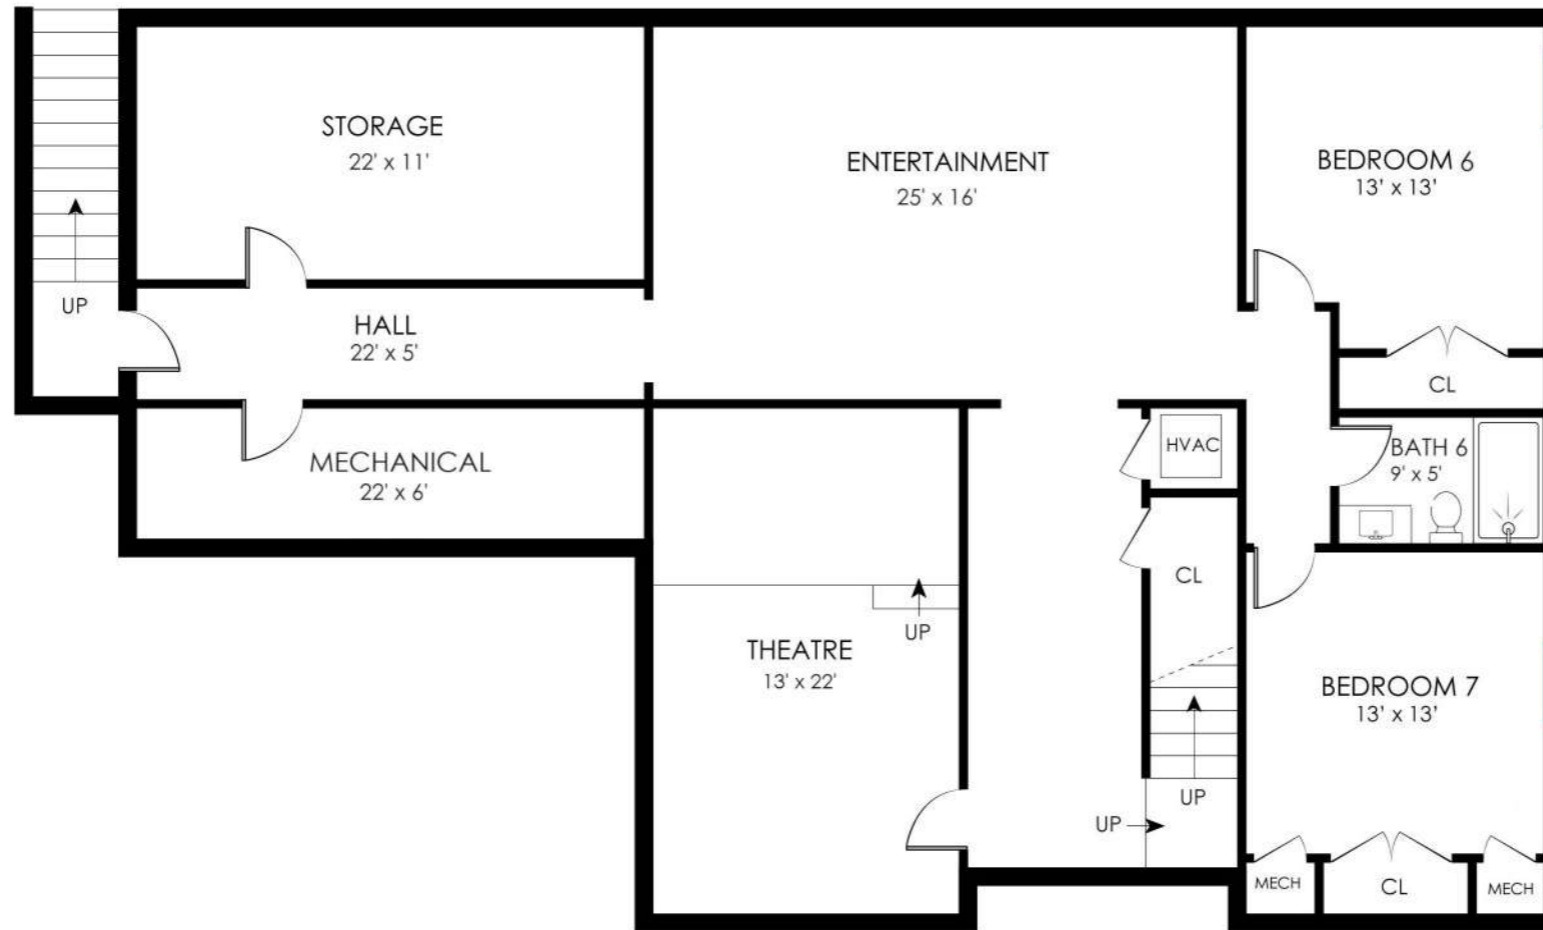 STORAGE
22' x 11'
ENTERTAINMENT
25' x 16'
BEDROOM 6
13' x 13'
UP
HALL
22' x 5'
CL
MECHANICAL
22' x 6'
HVAC
BATH 6
9' x 5'
CL
UP
THEATRE
13' x 22'
BEDROOM 7
13' x 13'
UP
UP
MECH
CL
MECH